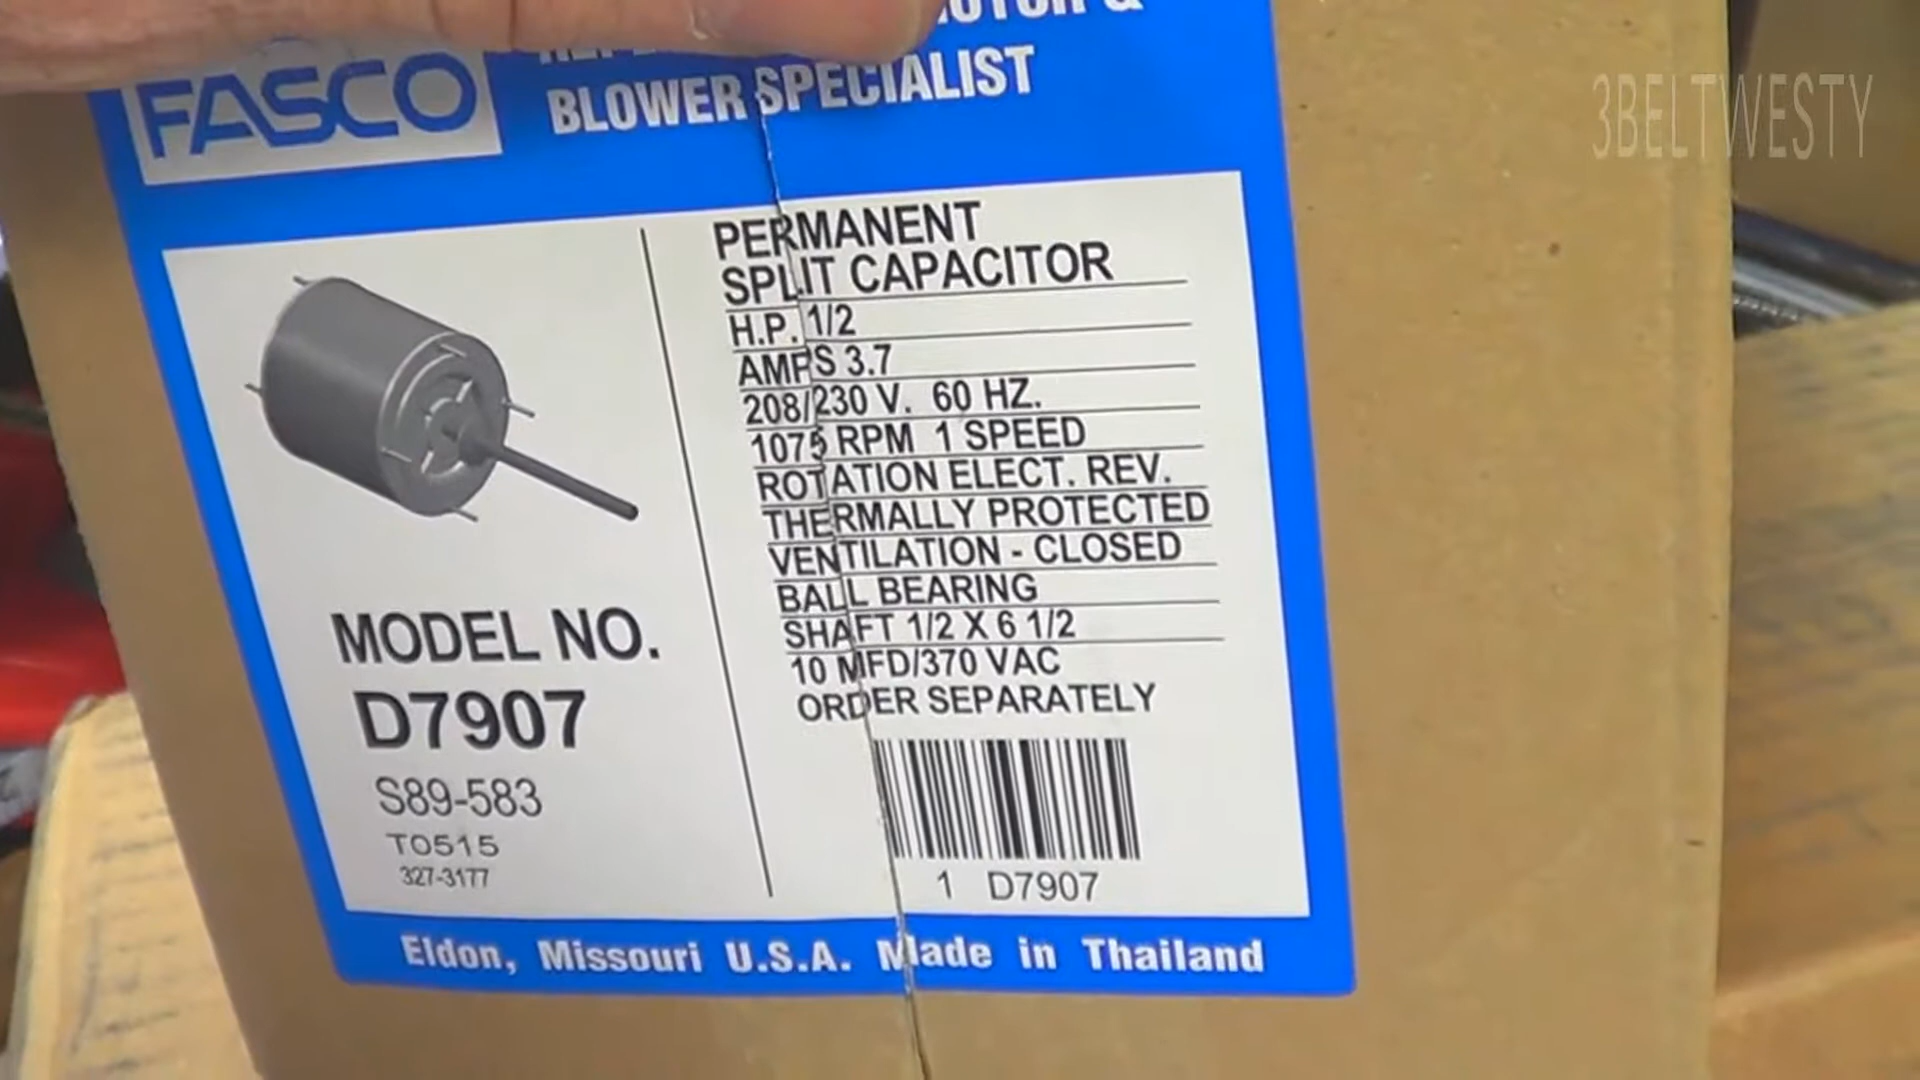 FASCO
MOTOR &
BLOWER SPECIALIST
3BELTWESTY
PERMANENT
SPLIT CAPACITOR
H.P. 1/2
AMPS 3.7
208/230 V. 60 HZ.
1075 RPM 1 SPEED
ROTATION ELECT. REV.
THERMALLY PROTECTED
VENTILATION - CLOSED
BALL BEARING
SHAFT 1/2 X 6 1/2
10 MFD/370 VAC
ORDER SEPARATELY
MODEL NO.
D7907
S89-583
TO515
327-3177
1 D7907
Eldon, Missouri U.S.A. Made in Thailand